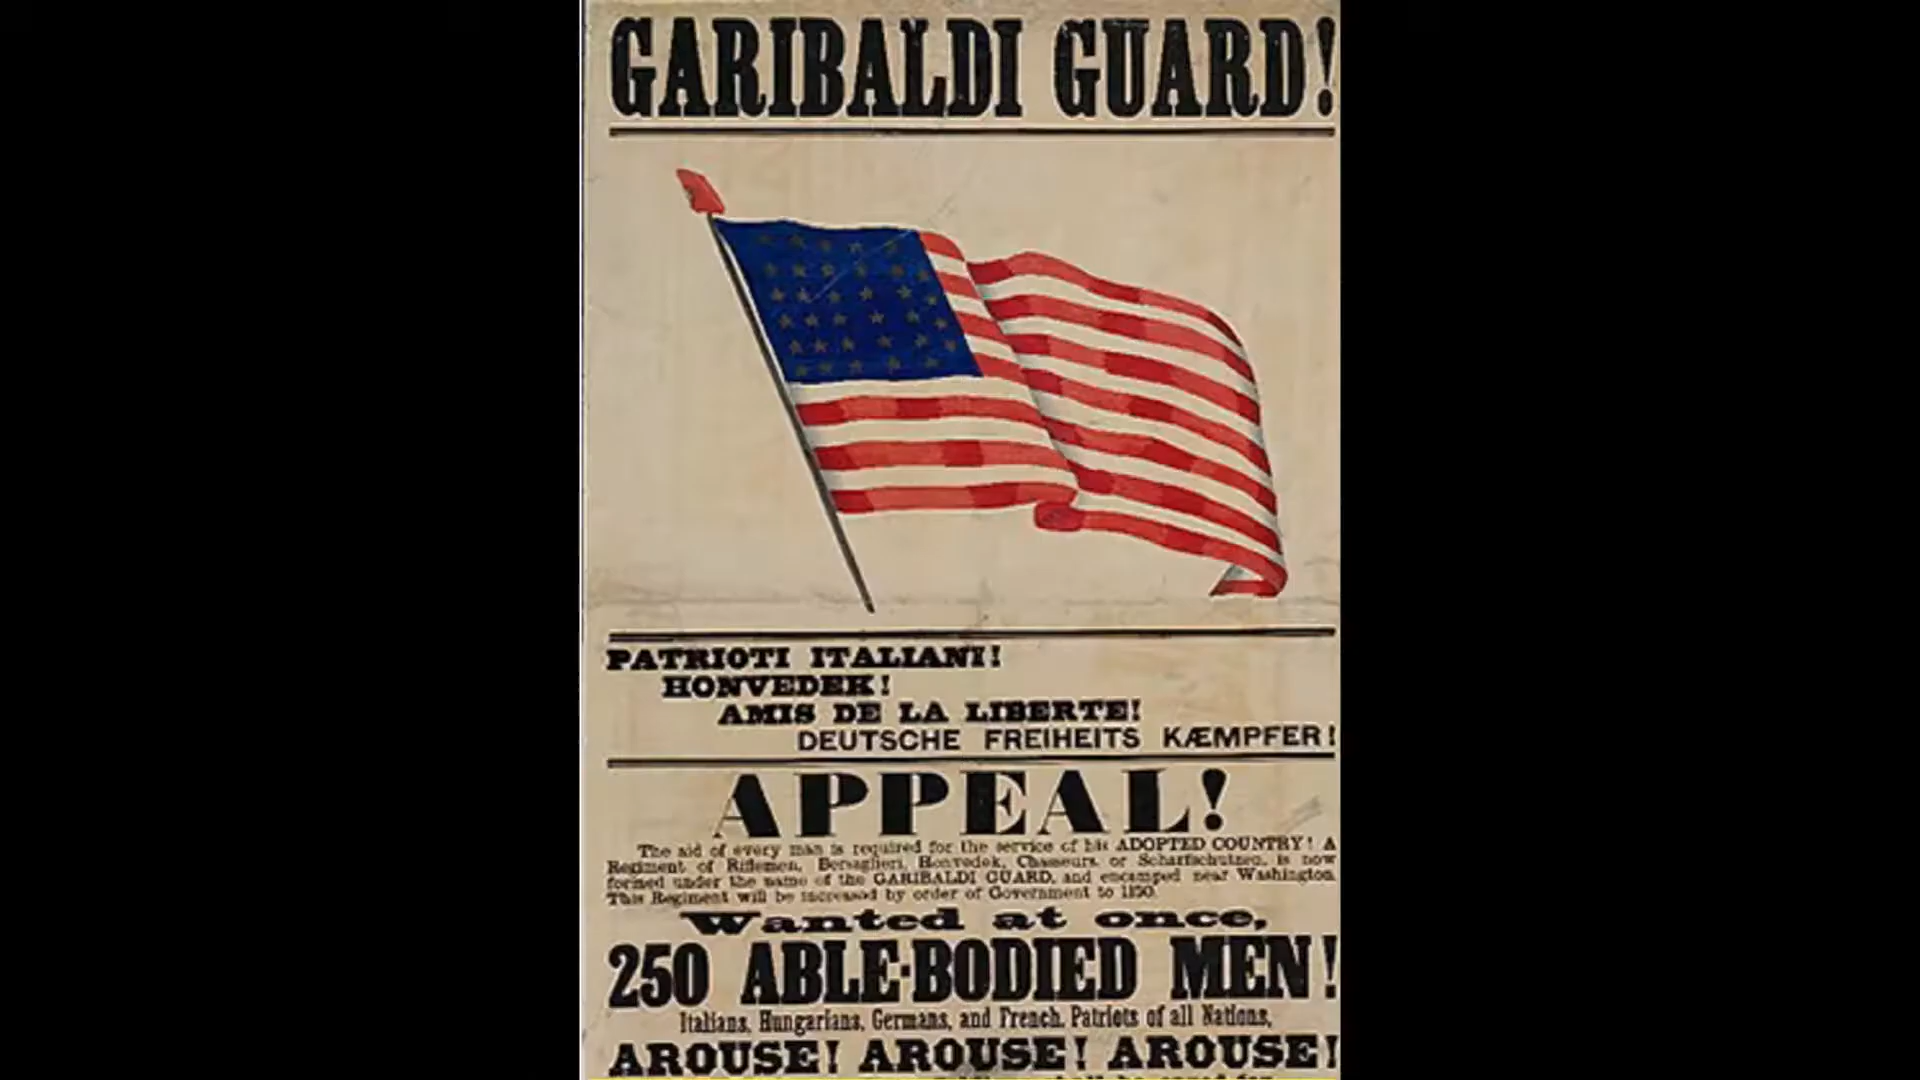 GARIBALDI GUARD!
PATRIOTI ITALIANI!
HONVEDEK!
AMIS DE LA LIBERTE!
DEUTSCHE FREIHEITS KÆMPFER!
APPEAL!
The aid of every man is required for the service of his ADOPTED COUNTRY! A
Regiment of Riflemen, Bersaglieri, Honvedek, Chasseurs, or Scharfschutzen, is now
formed under the name of the GARIBALDI GUARD, and encamped near Washington.
This Regiment will be increased by order of Government to
Wanted at once,
250 ABLE-BODIED MEN!
Italians, Hungarians, Germans, and French, Patriots of all Nations,
AROUSE! AROUSE! AROUSE!